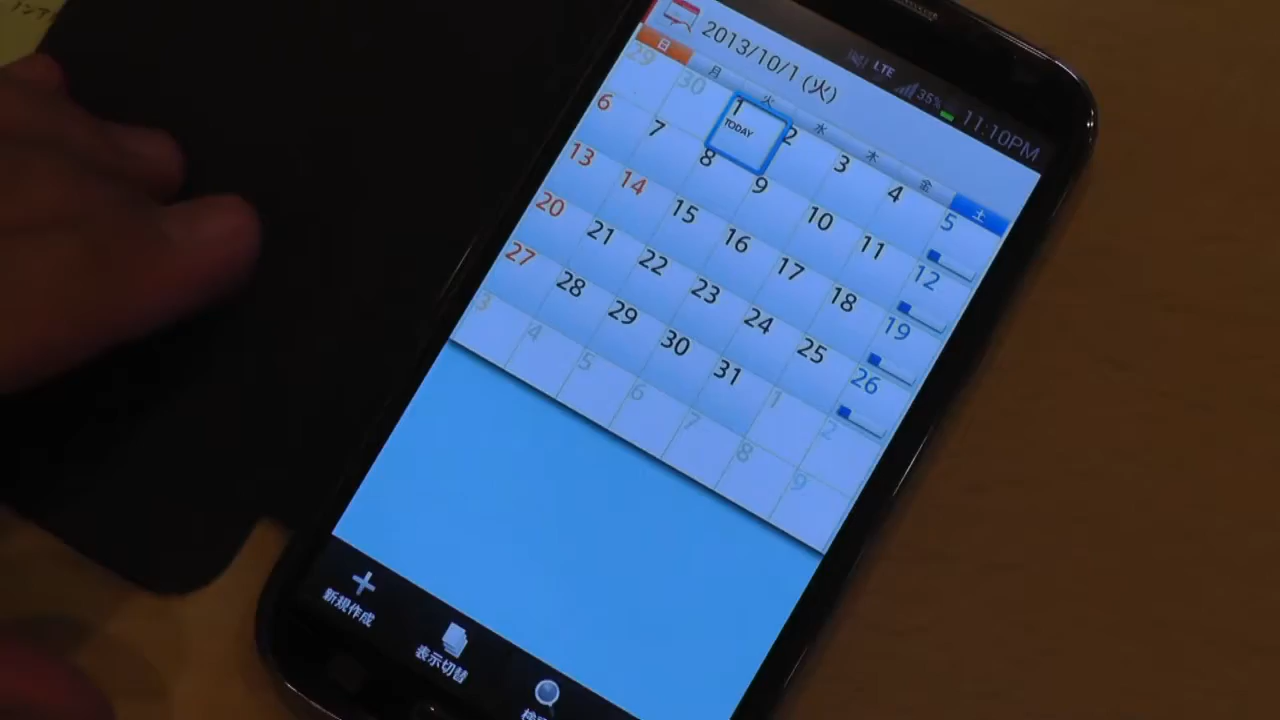 LTE 35% 11:10PM
2013/10/1 (火)
日 月 火 水 木 金 土
29 30 1 2 3 4 5
TODAY
6 7 8 9 10 11 12
13 14 15 16 17 18 19
20 21 22 23 24 25 26
27 28 29 30 31 1 2
3 4 5 6 7 8 9
新規作成
表示切替